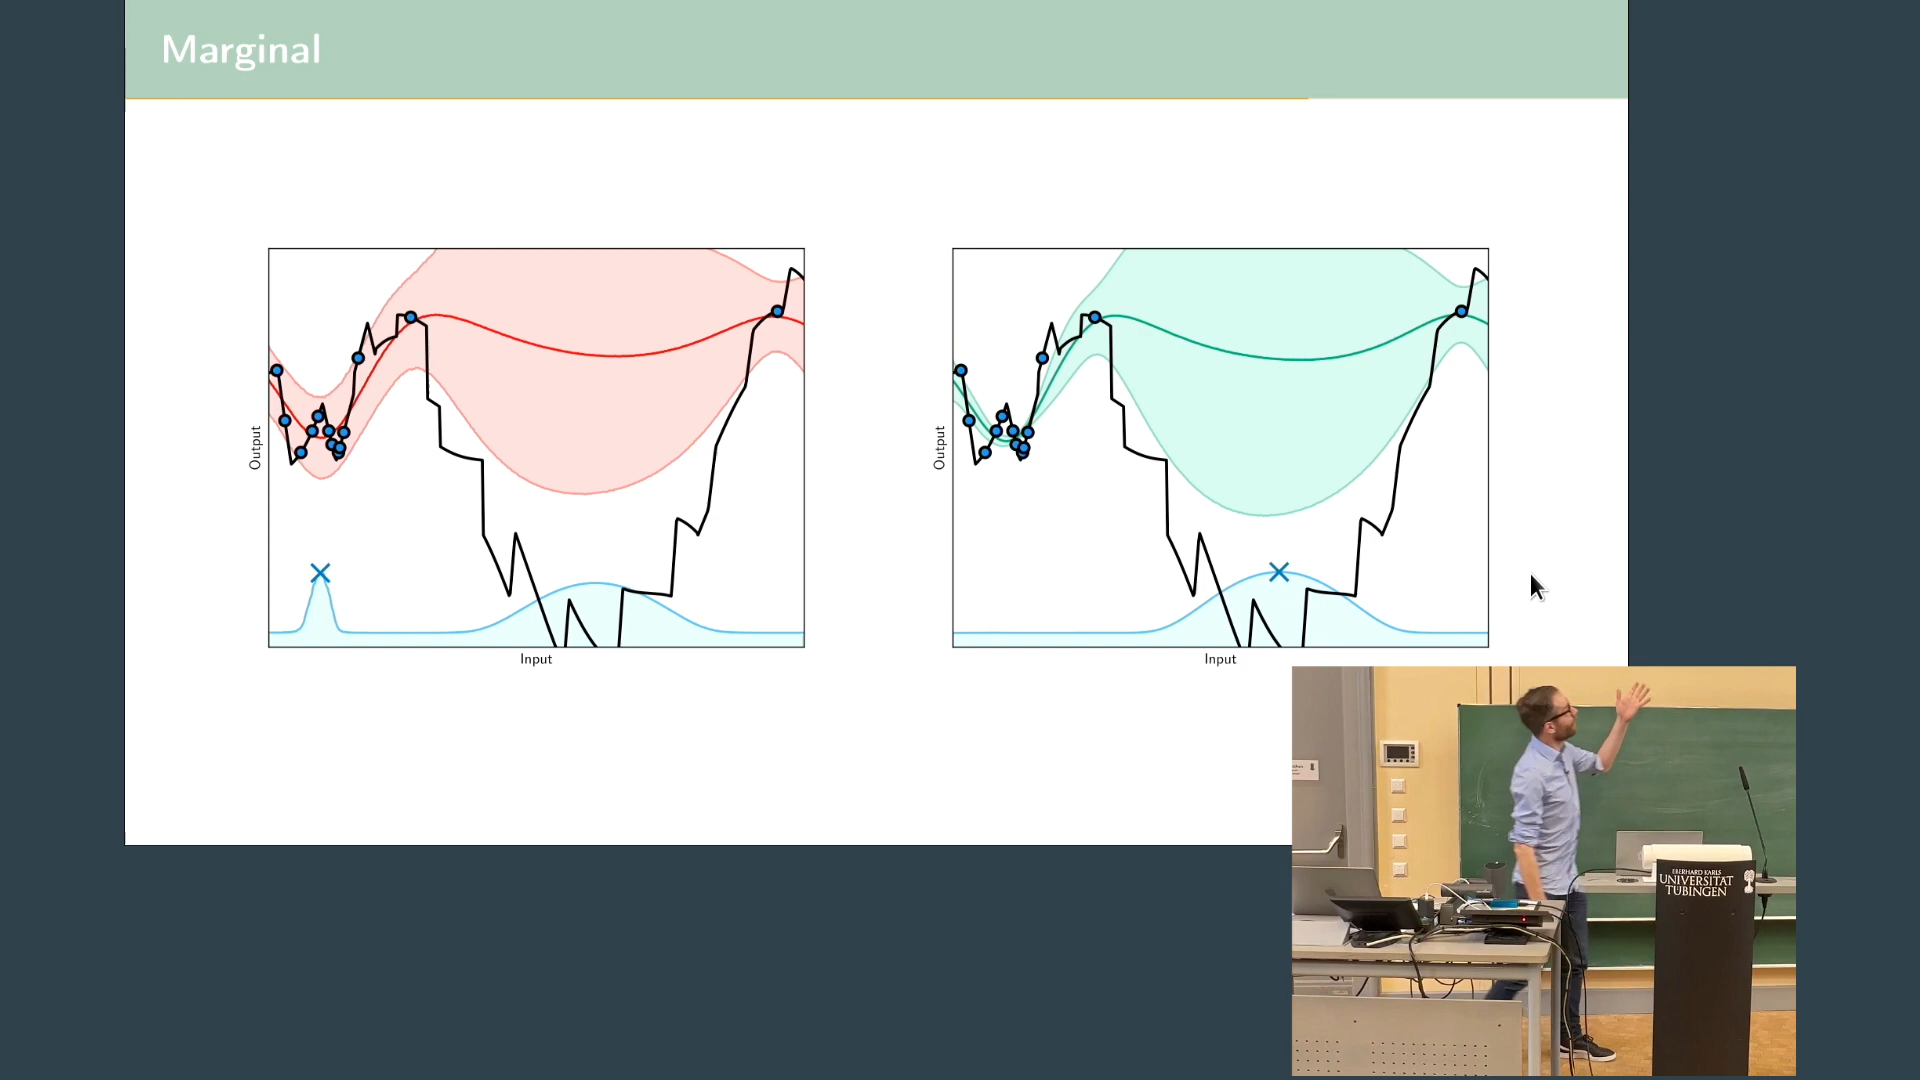 Marginal
Output
Input
Output
Input
EBERHARD KARLS
UNIVERSITÄT
TÜBINGEN